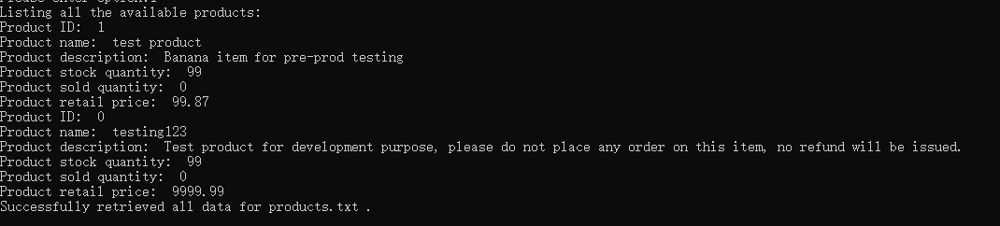 Please enter option:1
Listing all the available products:
Product ID:  1
Product name:  test product
Product description:  Banana item for pre-prod testing
Product stock quantity:  99
Product sold quantity:  0
Product retail price:  99.87
Product ID:  0
Product name:  testing123
Product description:  Test product for development purpose, please do not place any order on this item, no refund will be issued.
Product stock quantity:  99
Product sold quantity:  0
Product retail price:  9999.99
Successfully retrieved all data for products.txt .